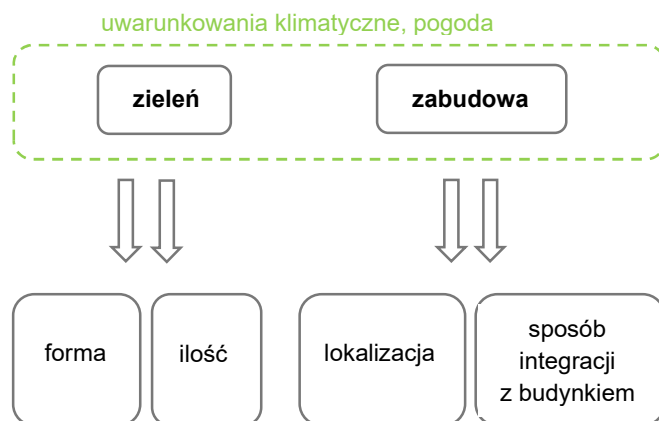 uwarunkowania klimatyczne, pogoda
zieleń
zabudowa
forma
ilość
lokalizacja
sposób
integracji
z budynkiem